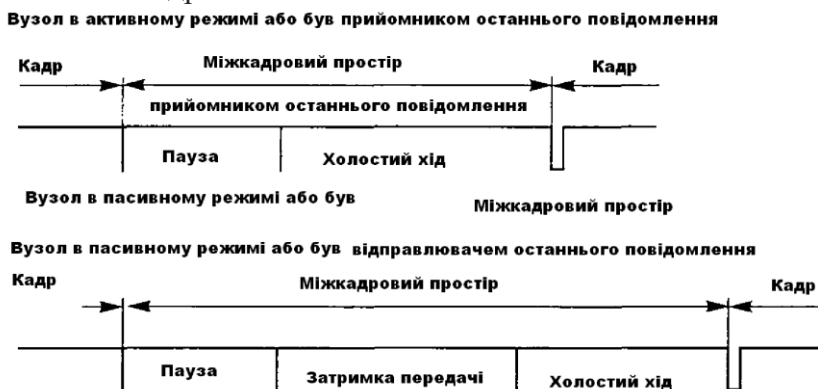 Вузол в активному режимі або був прийомником останнього повідомлення
Кадр Міжкадровий простір Кадр
прийомником останнього повідомлення
Пауза Холостий хід
Вузол в пасивному режимі або був Міжкадровий простір
Вузол в пасивному режимі або був відправлювачем останнього повідомлення
Кадр Міжкадровий простір Кадр
Пауза Затримка передачі Холостий хід